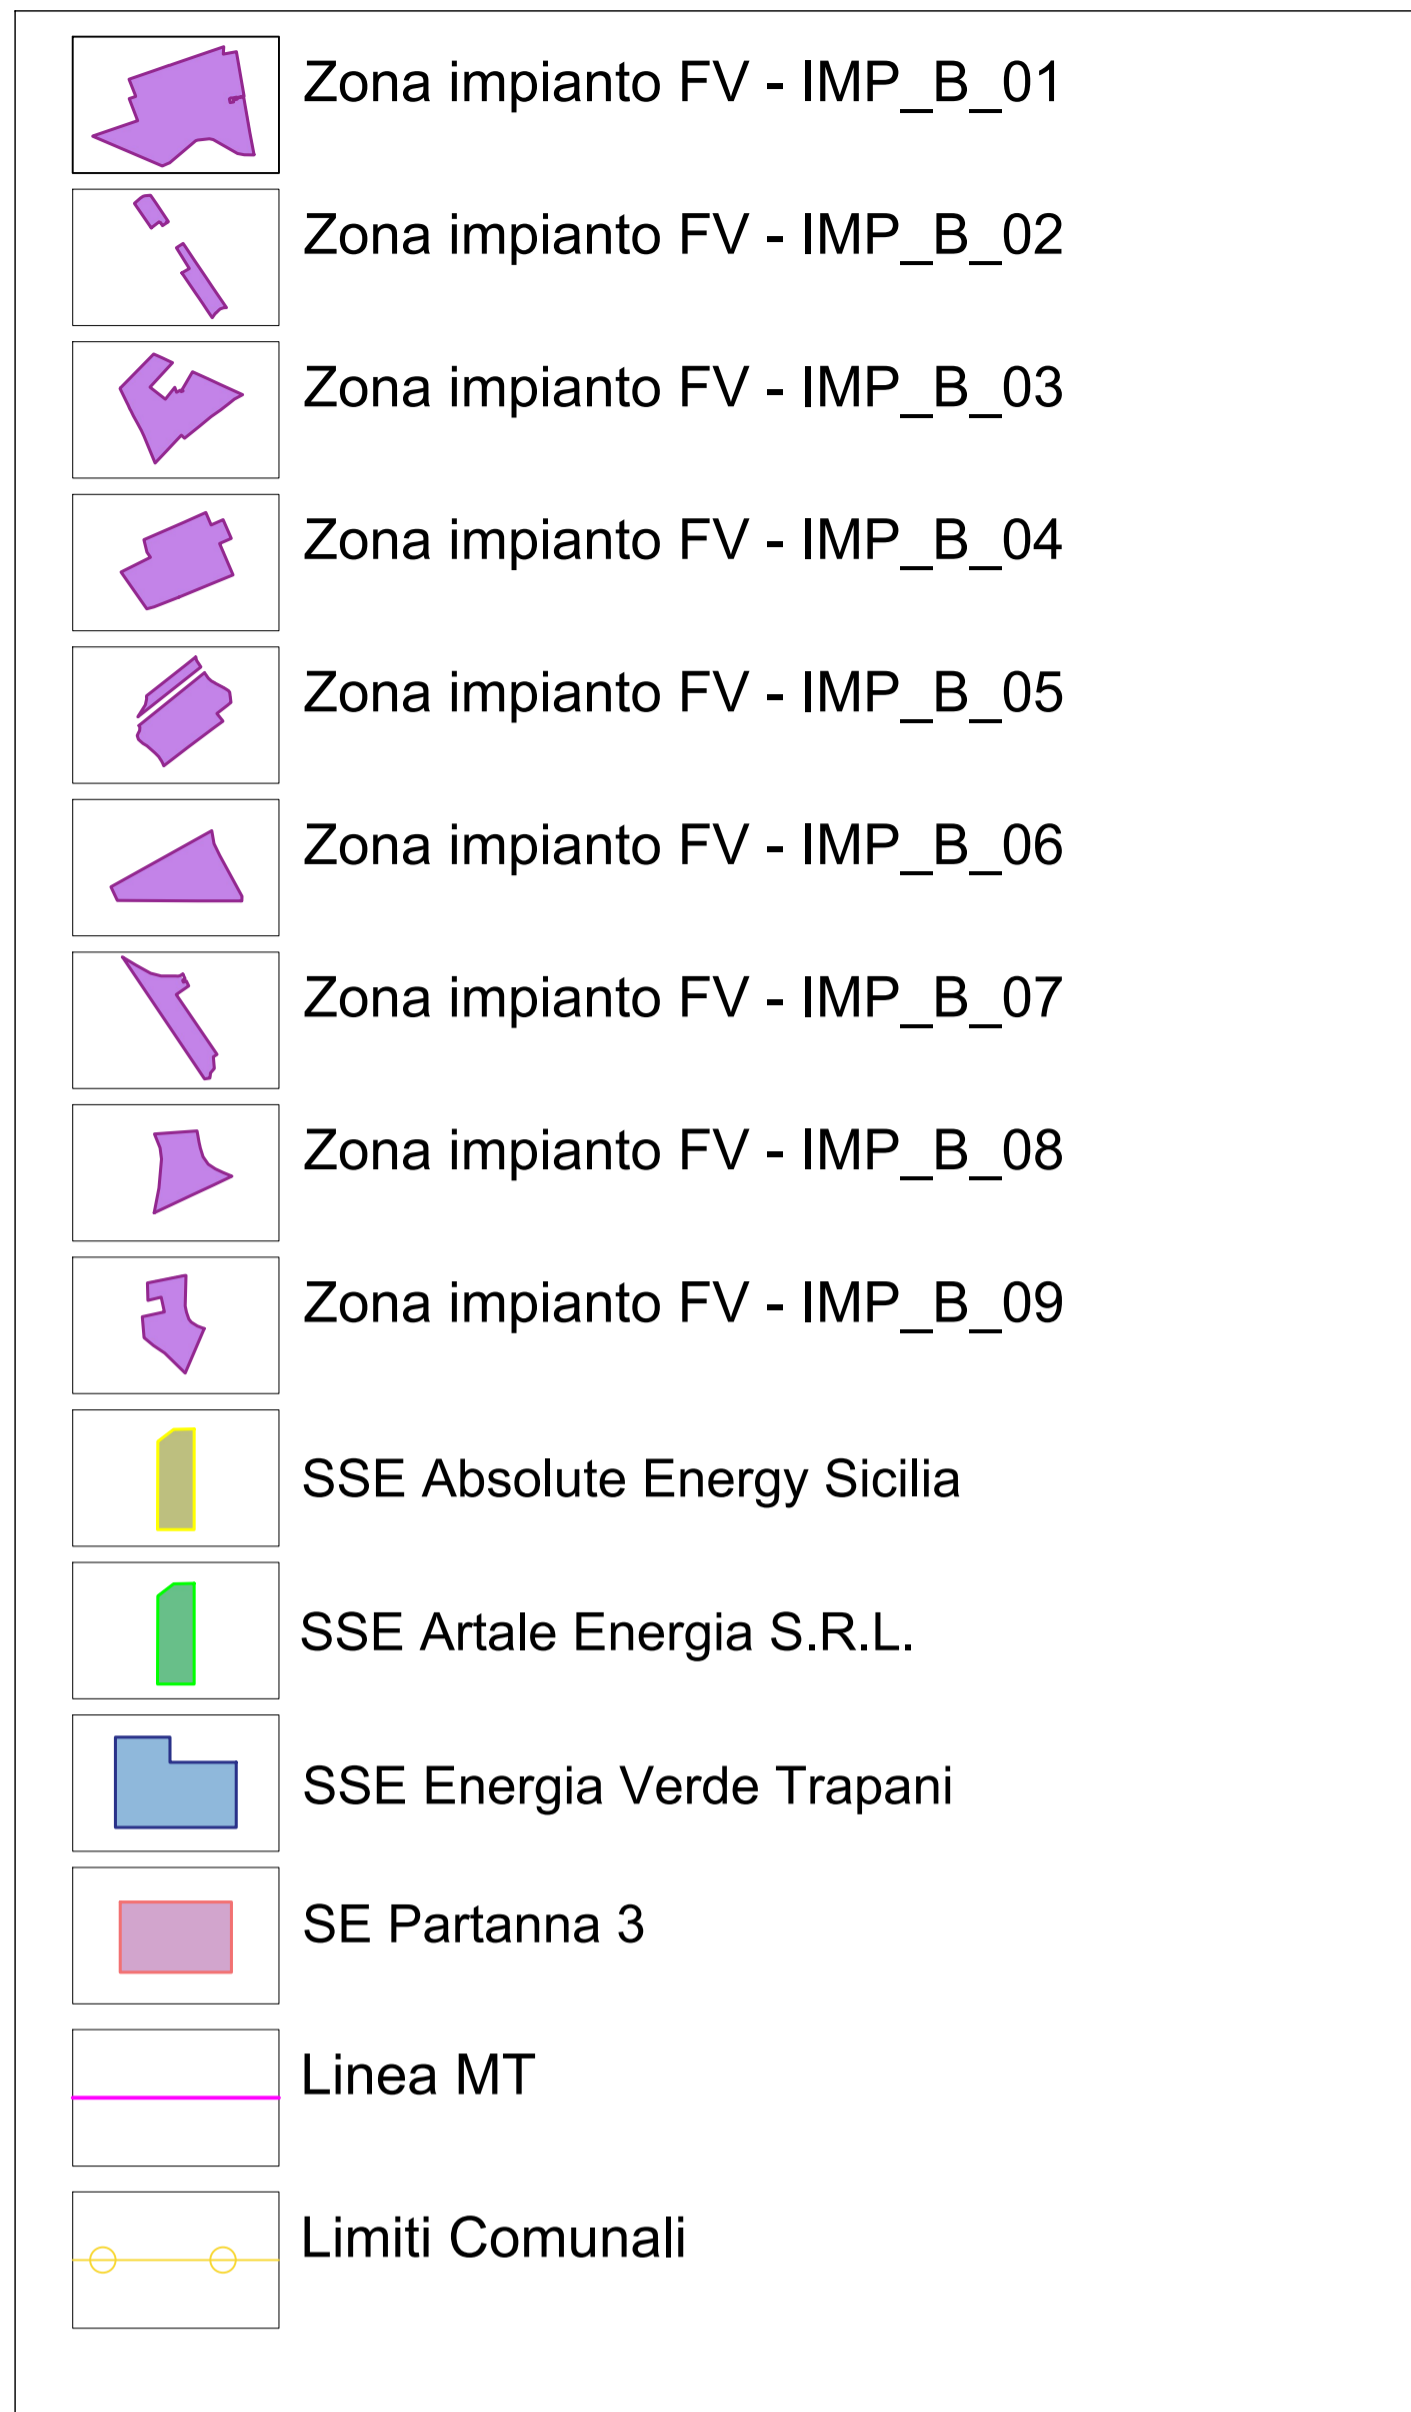 Zona impianto FV - IMP_B_01
Zona impianto FV - IMP_B_02
Zona impianto FV - IMP_B_03
Zona impianto FV - IMP_B_04
Zona impianto FV - IMP_B_05
Zona impianto FV - IMP_B_06
Zona impianto FV - IMP_B_07
Zona impianto FV - IMP_B_08
Zona impianto FV - IMP_B_09
SSE Absolute Energy Sicilia
SSE Artale Energia S.R.L.
SSE Energia Verde Trapani
SE Partanna 3
Linea MT
Limiti Comunali